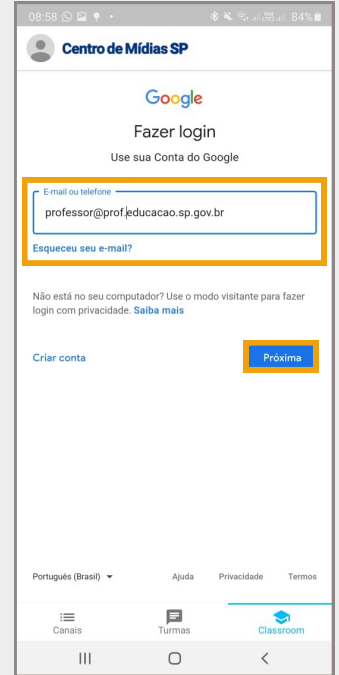 08:58 84%
Centro de Mídias SP
Google
Fazer login
Use sua Conta do Google
E-mail ou telefone
professor@prof.educacao.sp.gov.br
Esqueceu seu e-mail?
Não está no seu computador? Use o modo visitante para fazer
login com privacidade. Saiba mais
Criar conta Próxima
Português (Brasil) Ajuda Privacidade Termos
Canais Turmas Classroom